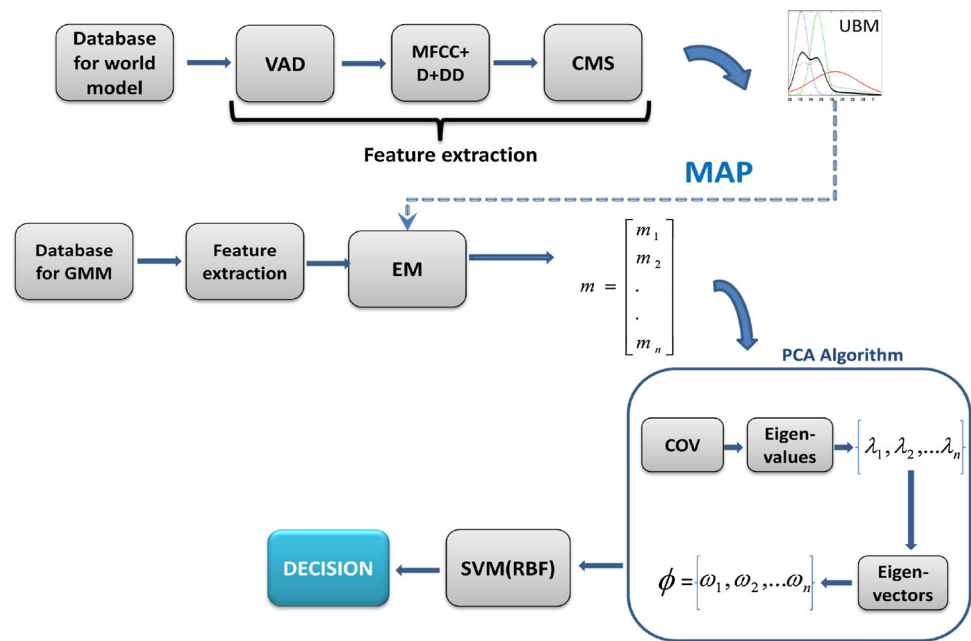 Database
for world
model
VAD
MFCC+
D+DD
CMS
UBM
Feature extraction
MAP
Database
for GMM
Feature
extraction
EM
m = [m1
m2
.
.
mn]
PCA Algorithm
COV
Eigen-
values
[λ1, λ2,...λn]
DECISION
SVM(RBF)
ϕ = [ω1, ω2,...ωn]
Eigen-
vectors